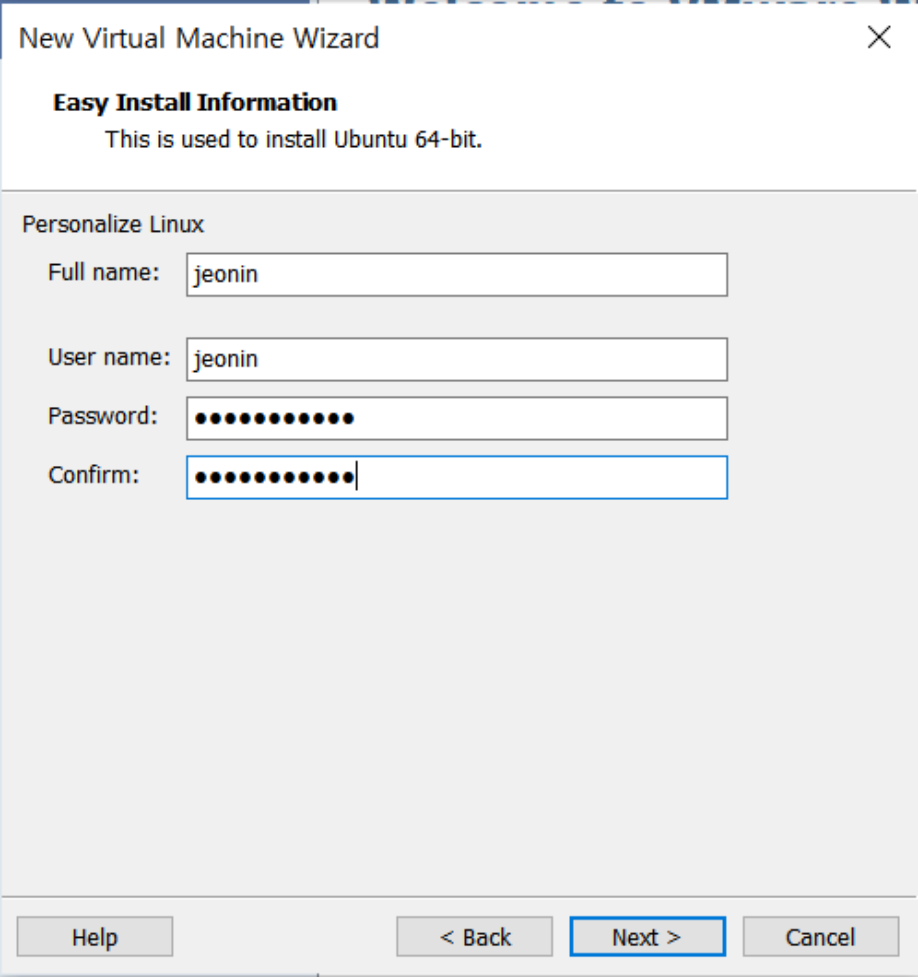 New Virtual Machine Wizard
Easy Install Information
This is used to install Ubuntu 64-bit.
Personalize Linux
Full name: jeonin
User name: jeonin
Password: ●●●●●●●●●●●
Confirm: ●●●●●●●●●●●
Help < Back Next > Cancel